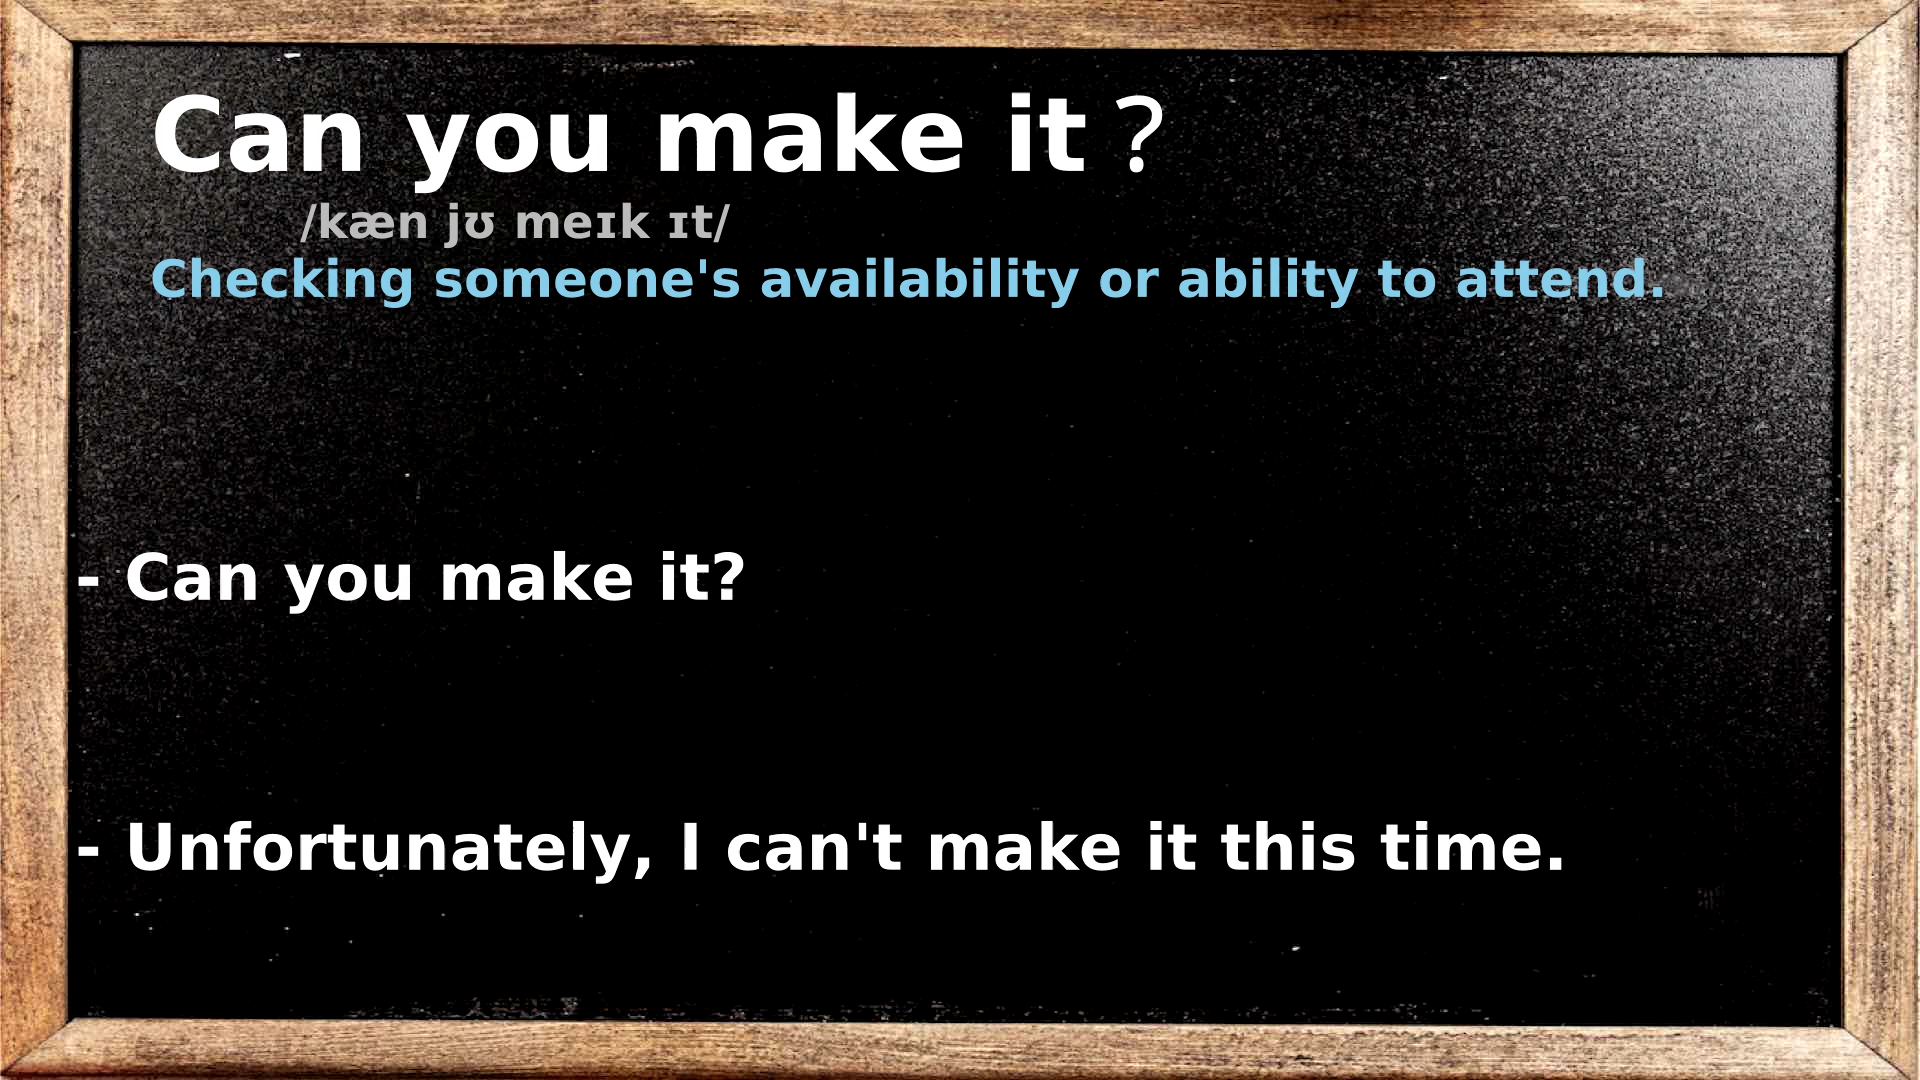 Can you make it？
/kæn jʊ meɪk ɪt/
Checking someone's availability or ability to attend.
- Can you make it?
- Unfortunately, I can't make it this time.